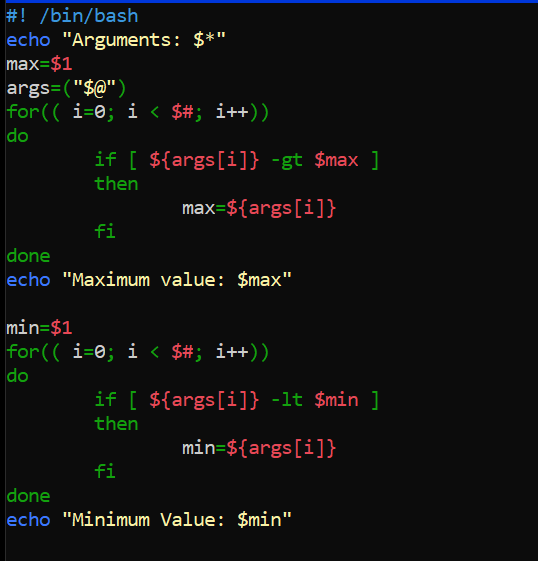 #! /bin/bash
echo "Arguments: $*"
max=$1
args=("$@")
for(( i=0; i < $#; i++))
do
        if [ ${args[i]} -gt $max ]
        then
                max=${args[i]}
        fi
done
echo "Maximum value: $max"

min=$1
for(( i=0; i < $#; i++))
do
        if [ ${args[i]} -lt $min ]
        then
                min=${args[i]}
        fi
done
echo "Minimum Value: $min"